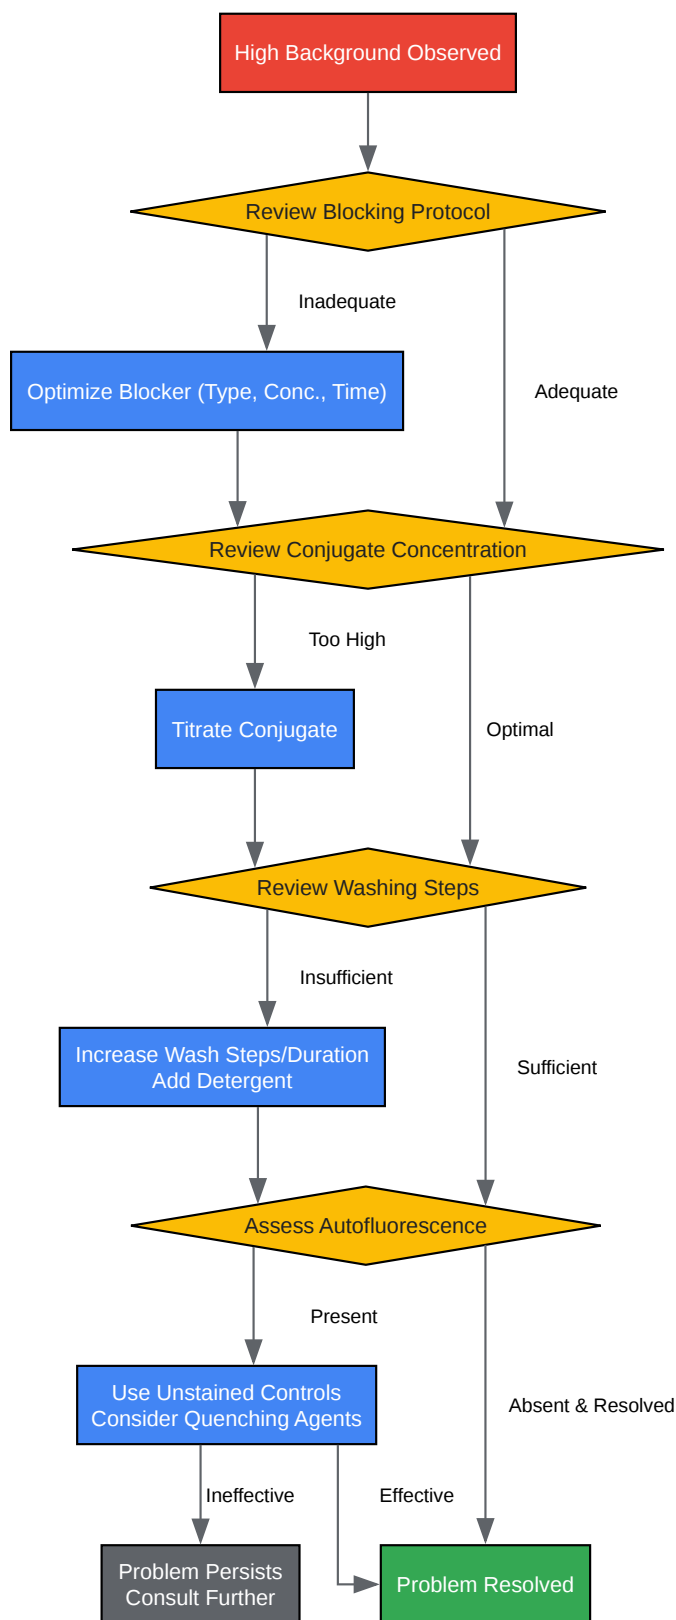 High Background Observed
Review Blocking Protocol
Inadequate
Optimize Blocker (Type, Conc., Time)
Adequate
Review Conjugate Concentration
Too High
Titrate Conjugate
Optimal
Review Washing Steps
Insufficient
Increase Wash Steps/Duration
Add Detergent
Sufficient
Assess Autofluorescence
Present
Use Unstained Controls
Consider Quenching Agents
Absent & Resolved
Ineffective
Effective
Problem Persists
Consult Further
Problem Resolved